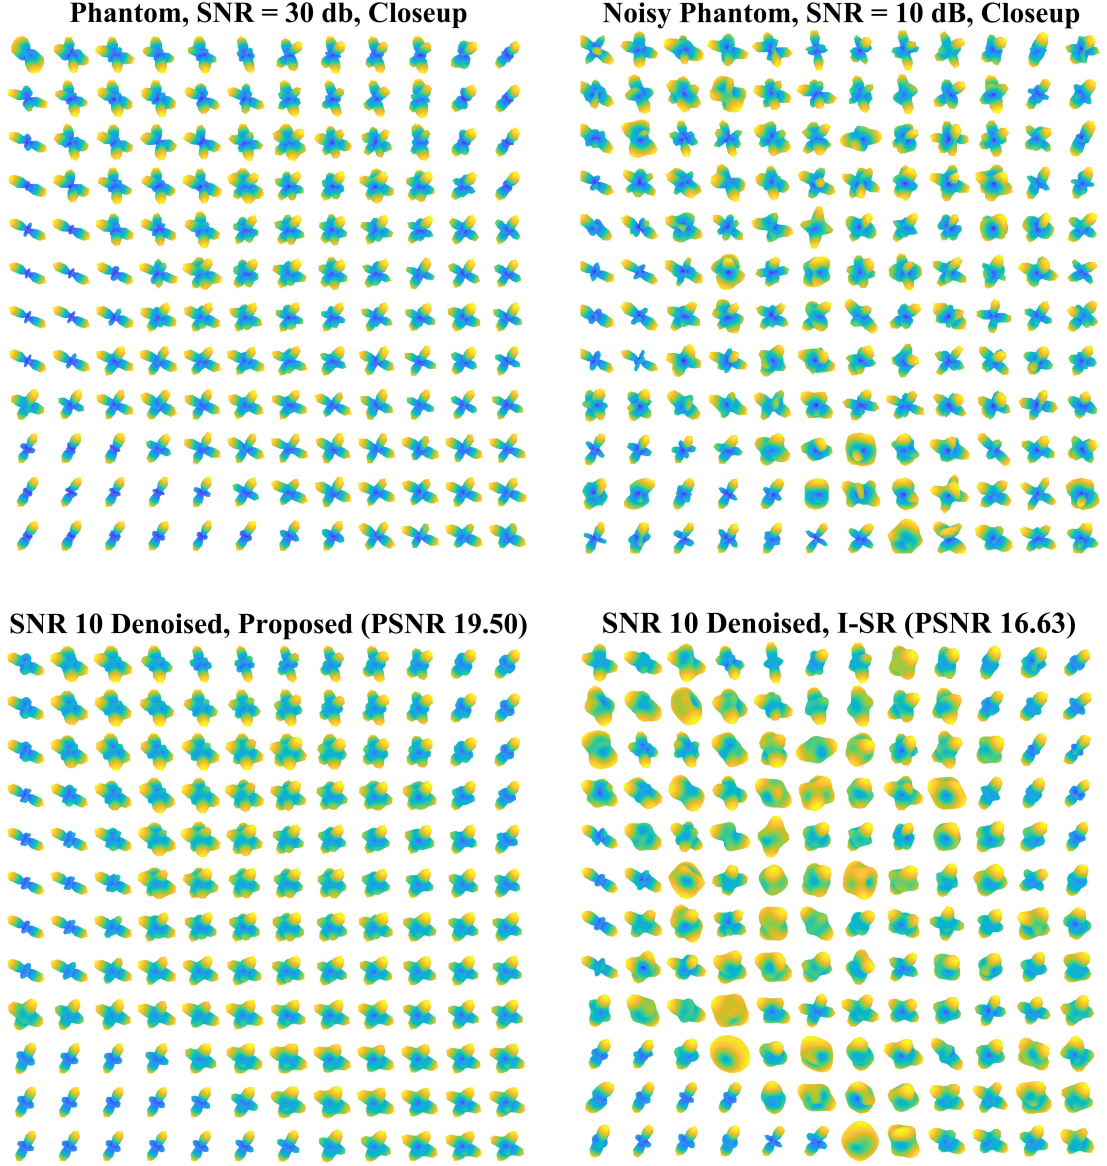 Phantom, SNR = 30 db, Closeup
Noisy Phantom, SNR = 10 dB, Closeup
SNR 10 Denoised, Proposed (PSNR 19.50)
SNR 10 Denoised, I-SR (PSNR 16.63)